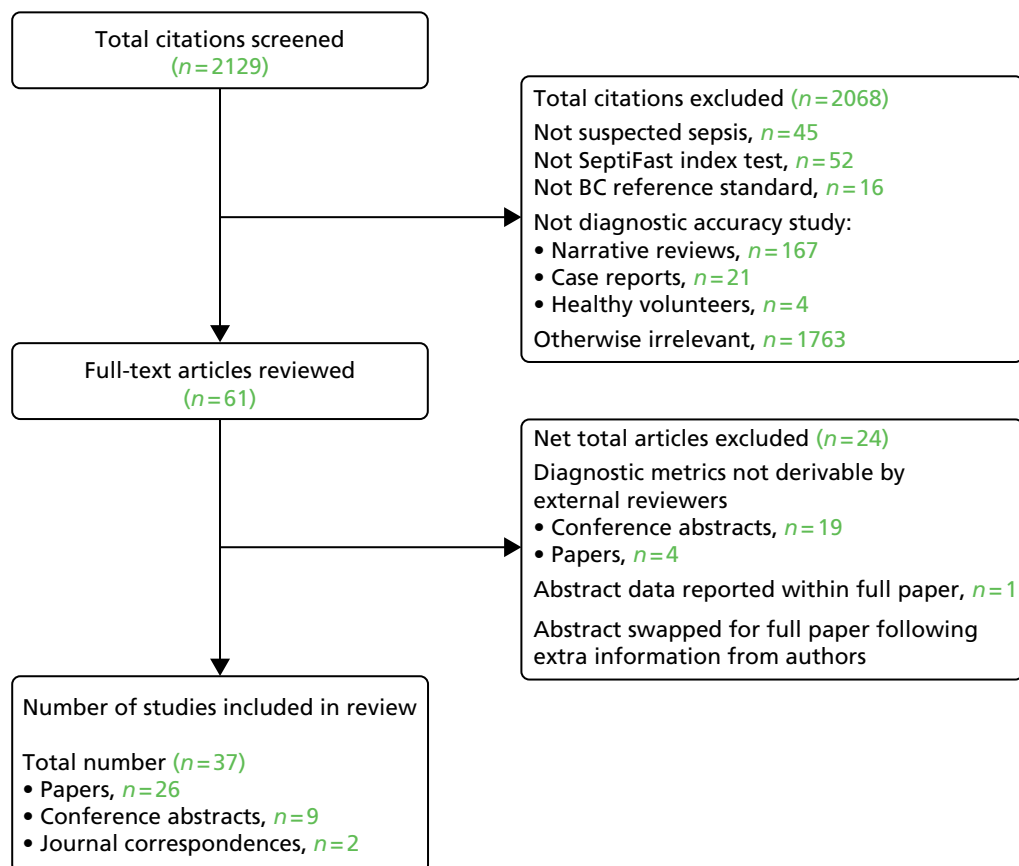 Total citations screened
(n=2129)
Total citations excluded (n=2068)
Not suspected sepsis, n=45
Not SeptiFast index test, n=52
Not BC reference standard, n=16
Not diagnostic accuracy study:
• Narrative reviews, n=167
• Case reports, n=21
• Healthy volunteers, n=4
Otherwise irrelevant, n=1763
Full-text articles reviewed
(n=61)
Net total articles excluded (n=24)
Diagnostic metrics not derivable by
external reviewers
• Conference abstracts, n=19
• Papers, n=4
Abstract data reported within full paper, n=1
Abstract swapped for full paper following
extra information from authors
Number of studies included in review
Total number (n=37)
• Papers, n=26
• Conference abstracts, n=9
• Journal correspondences, n=2